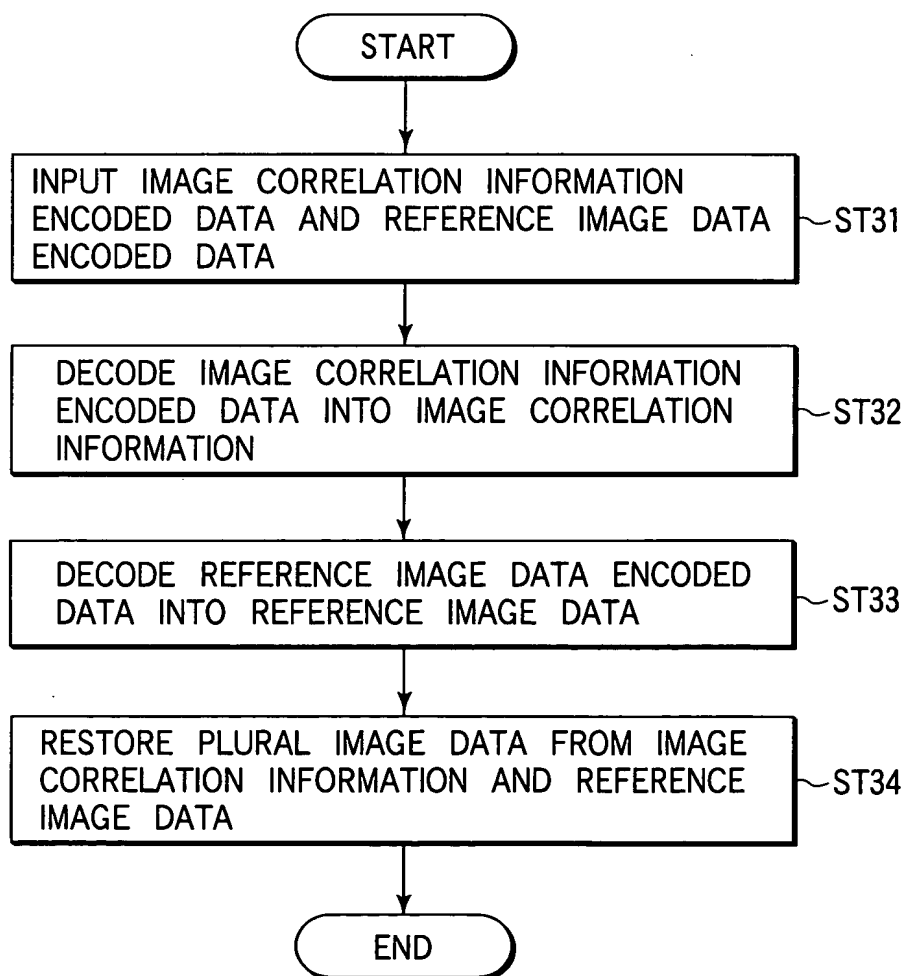 START
INPUT IMAGE CORRELATION INFORMATION
ENCODED DATA AND REFERENCE IMAGE DATA
ENCODED DATA
ST31
DECODE IMAGE CORRELATION INFORMATION
ENCODED DATA INTO IMAGE CORRELATION
INFORMATION
ST32
DECODE REFERENCE IMAGE DATA ENCODED
DATA INTO REFERENCE IMAGE DATA
ST33
RESTORE PLURAL IMAGE DATA FROM IMAGE
CORRELATION INFORMATION AND REFERENCE
IMAGE DATA
ST34
END